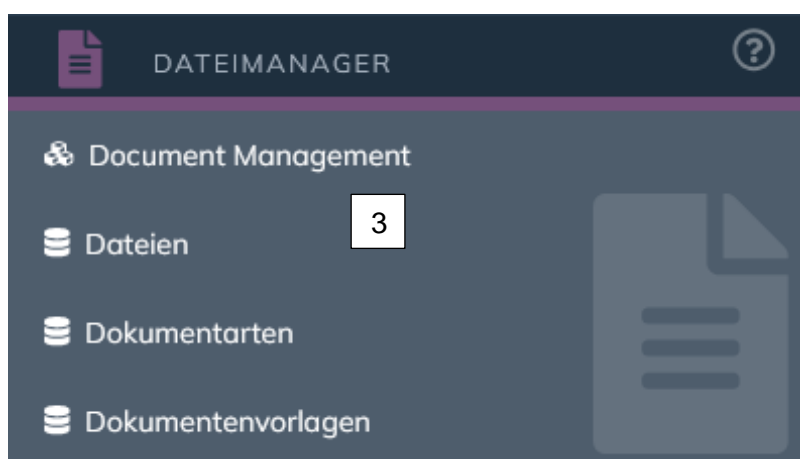 DATEIMANAGER
Document Management
3
Dateien
Dokumentarten
Dokumentenvorlagen